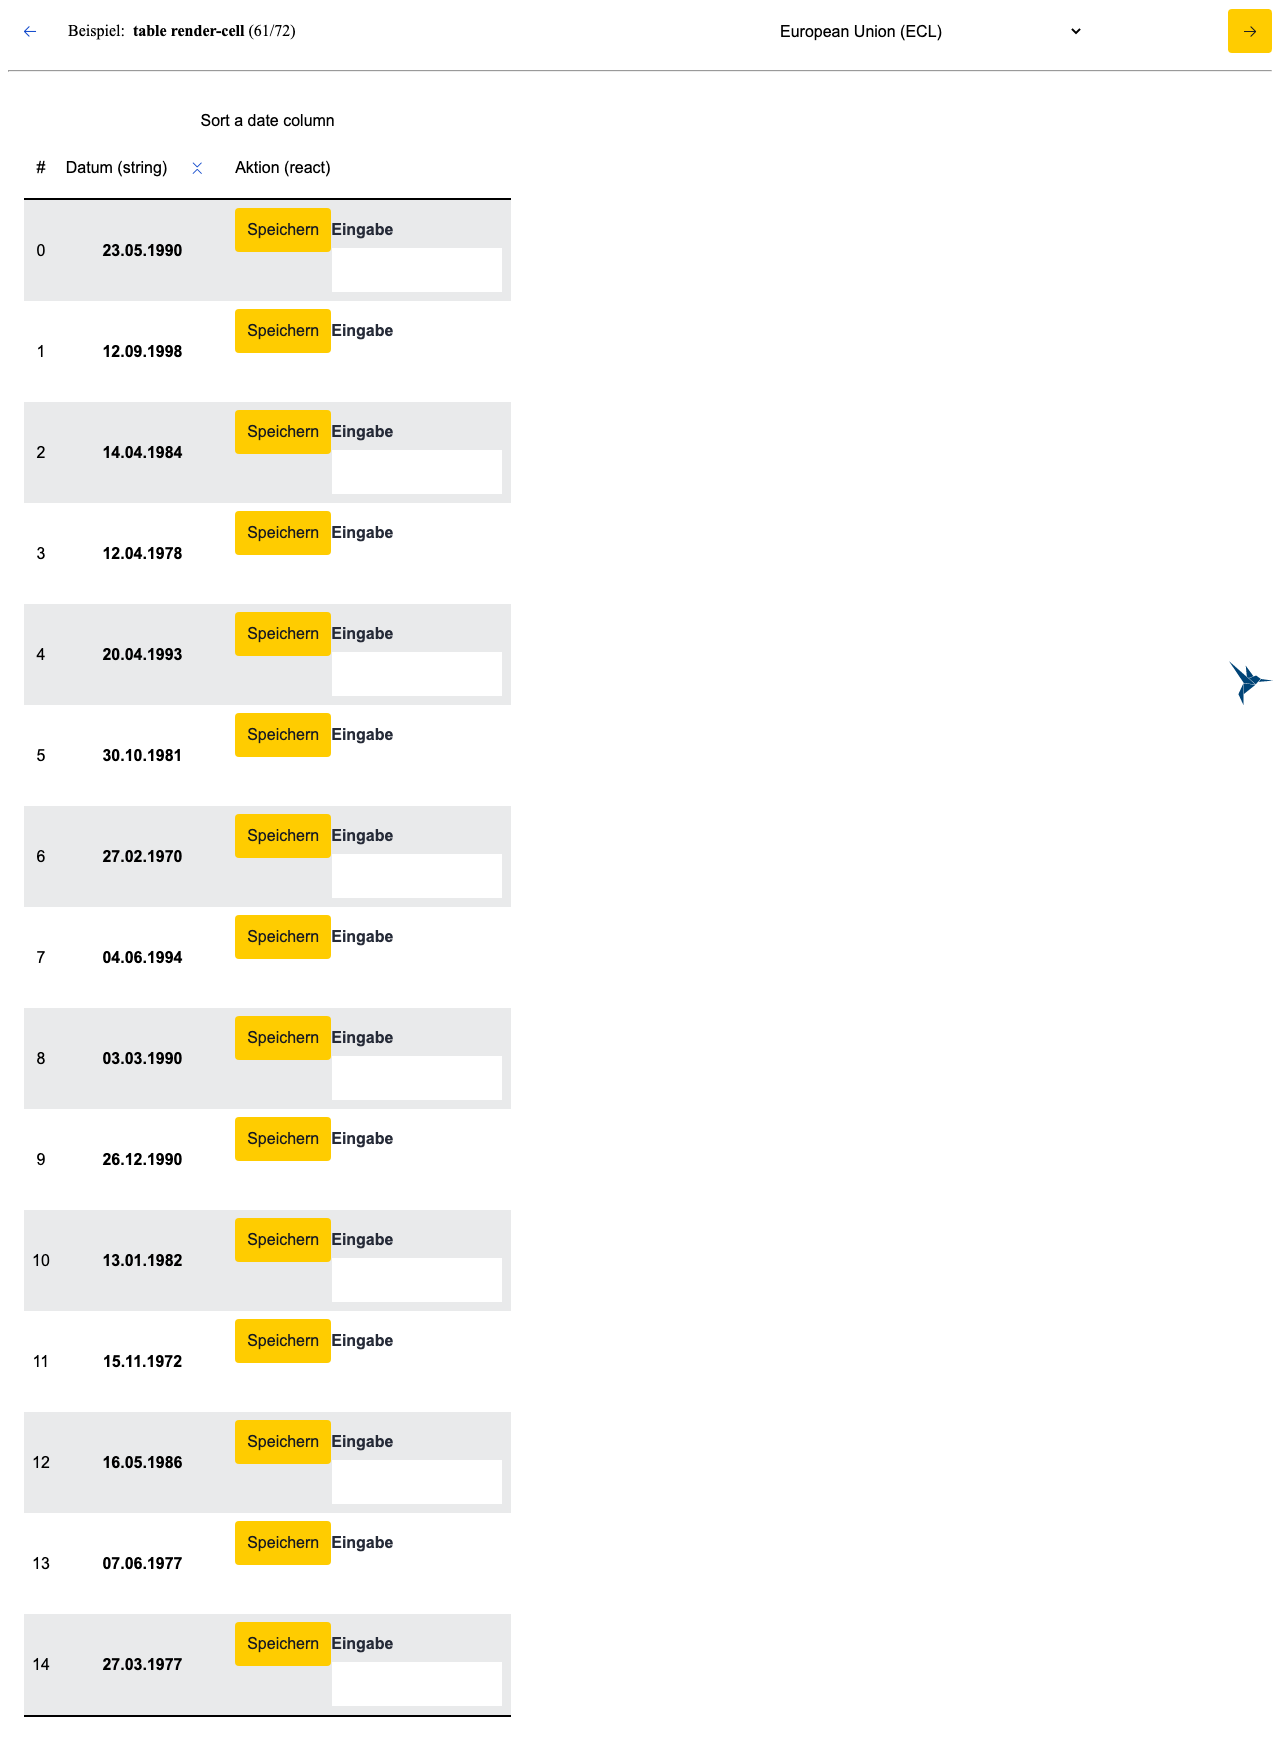 Beispiel: table render-cell (61/72) European Union (ECL)
Sort a date column
# Datum (string) Aktion (react)
0 23.05.1990 Speichern Eingabe
1 12.09.1998 Speichern Eingabe
2 14.04.1984 Speichern Eingabe
3 12.04.1978 Speichern Eingabe
4 20.04.1993 Speichern Eingabe
5 30.10.1981 Speichern Eingabe
6 27.02.1970 Speichern Eingabe
7 04.06.1994 Speichern Eingabe
8 03.03.1990 Speichern Eingabe
9 26.12.1990 Speichern Eingabe
10 13.01.1982 Speichern Eingabe
11 15.11.1972 Speichern Eingabe
12 16.05.1986 Speichern Eingabe
13 07.06.1977 Speichern Eingabe
14 27.03.1977 Speichern Eingabe